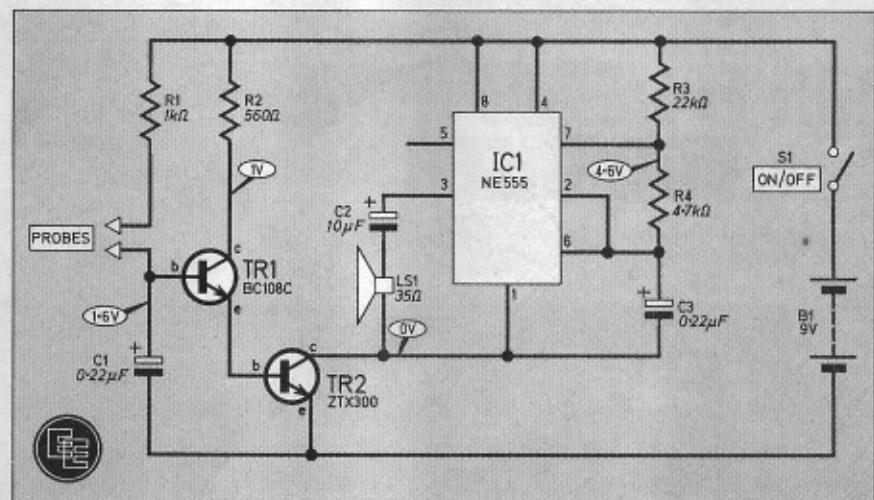 R1
1kΩ
R2
560Ω
1V
PROBES
b
c
e
TR1
BC108C
1·6V
C1
0·22µF
+
b
c
e
TR2
ZTX300
C2
10µF
+
LS1
35Ω
0V
8
4
5
3
7
2
6
1
IC1
NE555
R3
22kΩ
4·6V
R4
4·7kΩ
+
C3
0·22µF
S1
ON/OFF
B1
9V
EE